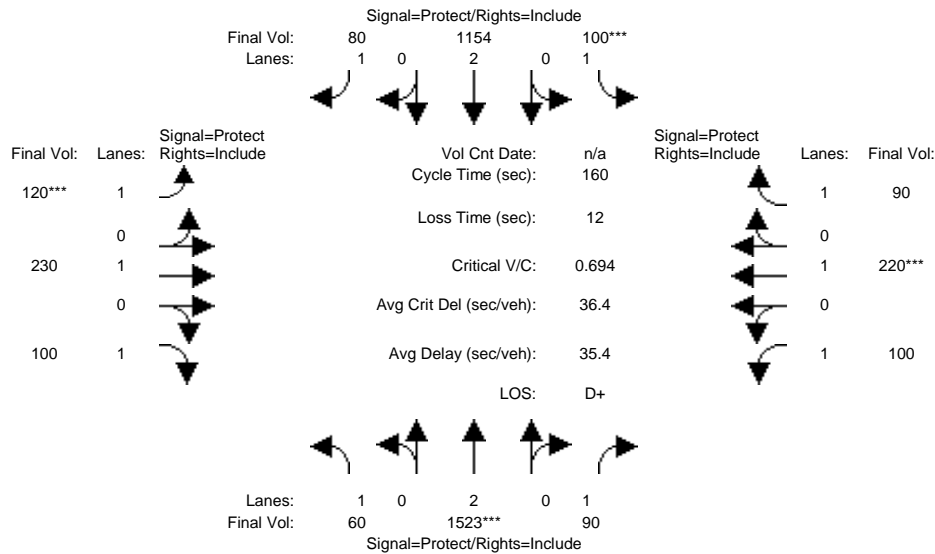 Signal=Protect/Rights=Include
Final Vol: 80 1154 100***
Lanes: 1 0 2 0 1
Signal=Protect Signal=Protect
Final Vol: Lanes: Rights=Include Vol Cnt Date: n/a Rights=Include Lanes: Final Vol:
Cycle Time (sec): 160
120*** 1 1 90
Loss Time (sec): 12
0 0
230 1 Critical V/C: 0.694 1 220***
0 Avg Crit Del (sec/veh): 36.4 0
100 1 Avg Delay (sec/veh): 35.4 1 100
LOS: D+
Lanes: 1 0 2 0 1
Final Vol: 60 1523*** 90
Signal=Protect/Rights=Include